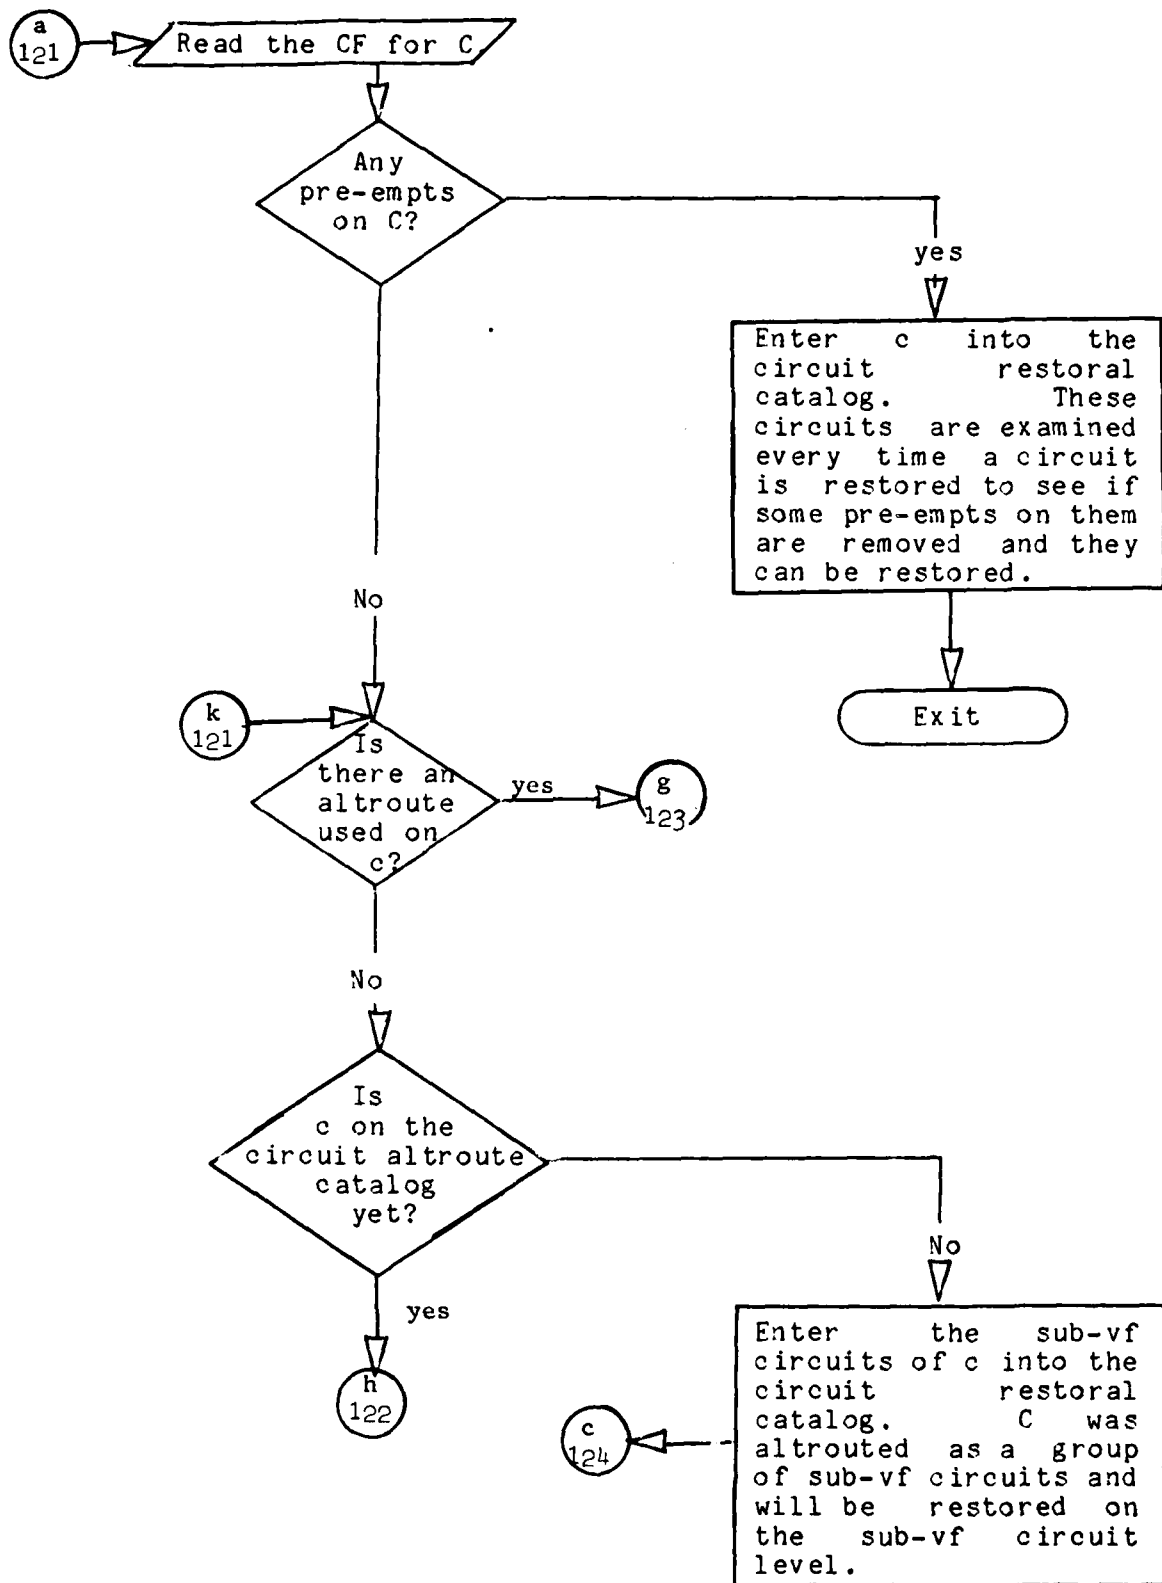 a
121
Read the CF for C
Any
pre-empts
on C?
yes
Enter c into the
circuit restoral
catalog. These
circuits are examined
every time a circuit
is restored to see if
some pre-empts on them
are removed and they
can be restored.
No
Exit
k
121
Is
there an
altroute
used on
c?
yes
g
123
No
Is
c on the
circuit altroute
catalog
yet?
No
yes
h
122
Enter the sub-vf
circuits of c into the
circuit restoral
catalog. C was
altrouted as a group
of sub-vf circuits and
will be restored on
the sub-vf circuit
level.
c
124